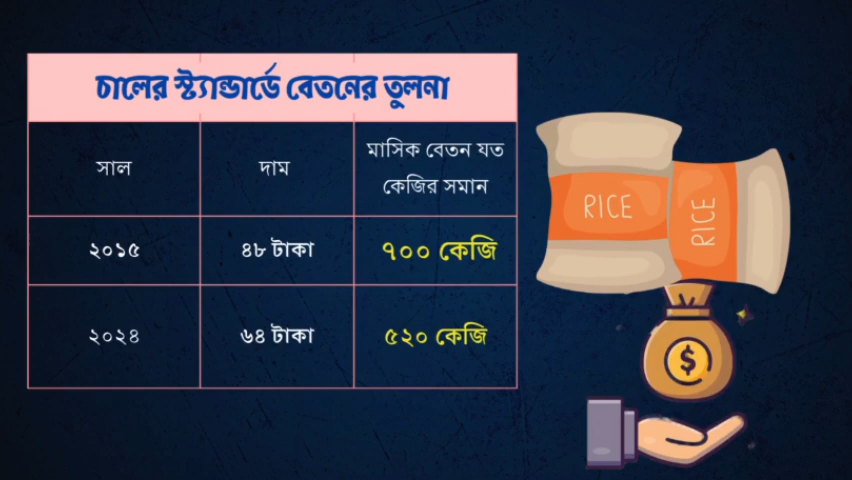 চালের স্ট্যান্ডার্ডে বেতনের তুলনা
সাল
দাম
মাসিক বেতন যত
কেজির সমান
২০১৫
৪৮ টাকা
৭০০ কেজি
২০২৪
৬৪ টাকা
৫২০ কেজি
RICE
RICE
$